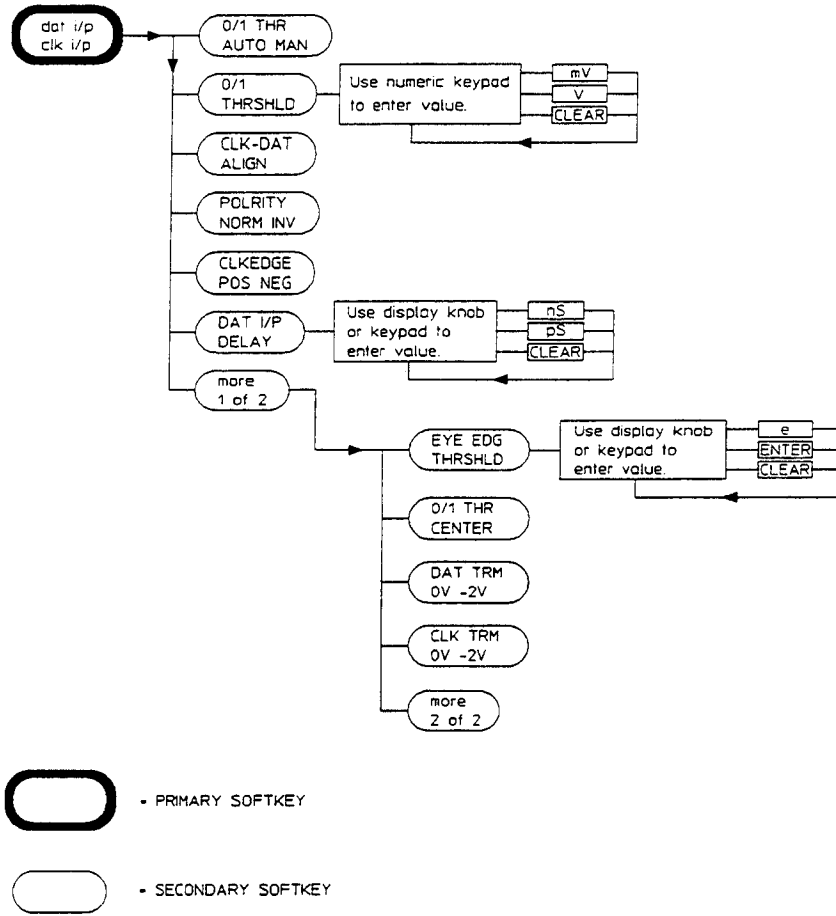 dat i/p
clk i/p
0/1 THR
AUTO MAN
0/1
THRSHLD
Use numeric keypad
to enter value.
mV
V
CLEAR
CLK-DAT
ALIGN
POLRITY
NORM INV
CLKEDGE
POS NEG
DAT I/P
DELAY
Use display knob
or keypad to
enter value.
nS
pS
CLEAR
more
1 of 2
EYE EDG
THRSHLD
Use display knob
or keypad to
enter value.
e
ENTER
CLEAR
0/1 THR
CENTER
DAT TRM
0V -2V
CLK TRM
0V -2V
more
2 of 2
- PRIMARY SOFTKEY
- SECONDARY SOFTKEY